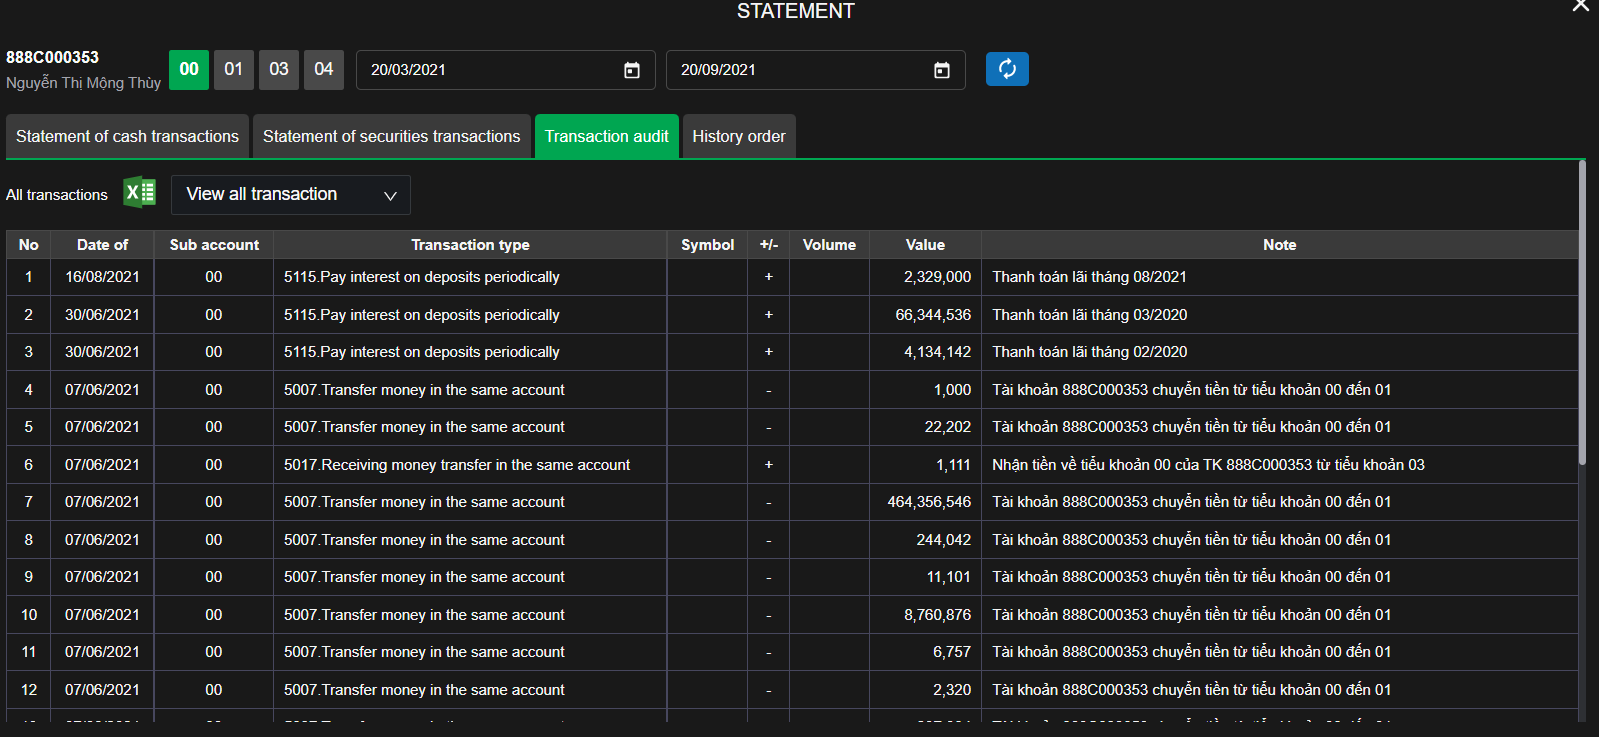 STATEMENT
888C000353
Nguyễn Thị Mộng Thùy
00 01 03 04 20/03/2021 20/09/2021
Statement of cash transactions Statement of securities transactions Transaction audit History order
All transactions View all transaction
No Date of Sub account Transaction type Symbol +/- Volume Value Note
1 16/08/2021 00 5115.Pay interest on deposits periodically + 2,329,000 Thanh toán lãi tháng 08/2021
2 30/06/2021 00 5115.Pay interest on deposits periodically + 66,344,536 Thanh toán lãi tháng 03/2020
3 30/06/2021 00 5115.Pay interest on deposits periodically + 4,134,142 Thanh toán lãi tháng 02/2020
4 07/06/2021 00 5007.Transfer money in the same account - 1,000 Tài khoản 888C000353 chuyển tiền từ tiểu khoản 00 đến 01
5 07/06/2021 00 5007.Transfer money in the same account - 22,202 Tài khoản 888C000353 chuyển tiền từ tiểu khoản 00 đến 01
6 07/06/2021 00 5017.Receiving money transfer in the same account + 1,111 Nhận tiền về tiểu khoản 00 của TK 888C000353 từ tiểu khoản 03
7 07/06/2021 00 5007.Transfer money in the same account - 464,356,546 Tài khoản 888C000353 chuyển tiền từ tiểu khoản 00 đến 01
8 07/06/2021 00 5007.Transfer money in the same account - 244,042 Tài khoản 888C000353 chuyển tiền từ tiểu khoản 00 đến 01
9 07/06/2021 00 5007.Transfer money in the same account - 11,101 Tài khoản 888C000353 chuyển tiền từ tiểu khoản 00 đến 01
10 07/06/2021 00 5007.Transfer money in the same account - 8,760,876 Tài khoản 888C000353 chuyển tiền từ tiểu khoản 00 đến 01
11 07/06/2021 00 5007.Transfer money in the same account - 6,757 Tài khoản 888C000353 chuyển tiền từ tiểu khoản 00 đến 01
12 07/06/2021 00 5007.Transfer money in the same account - 2,320 Tài khoản 888C000353 chuyển tiền từ tiểu khoản 00 đến 01